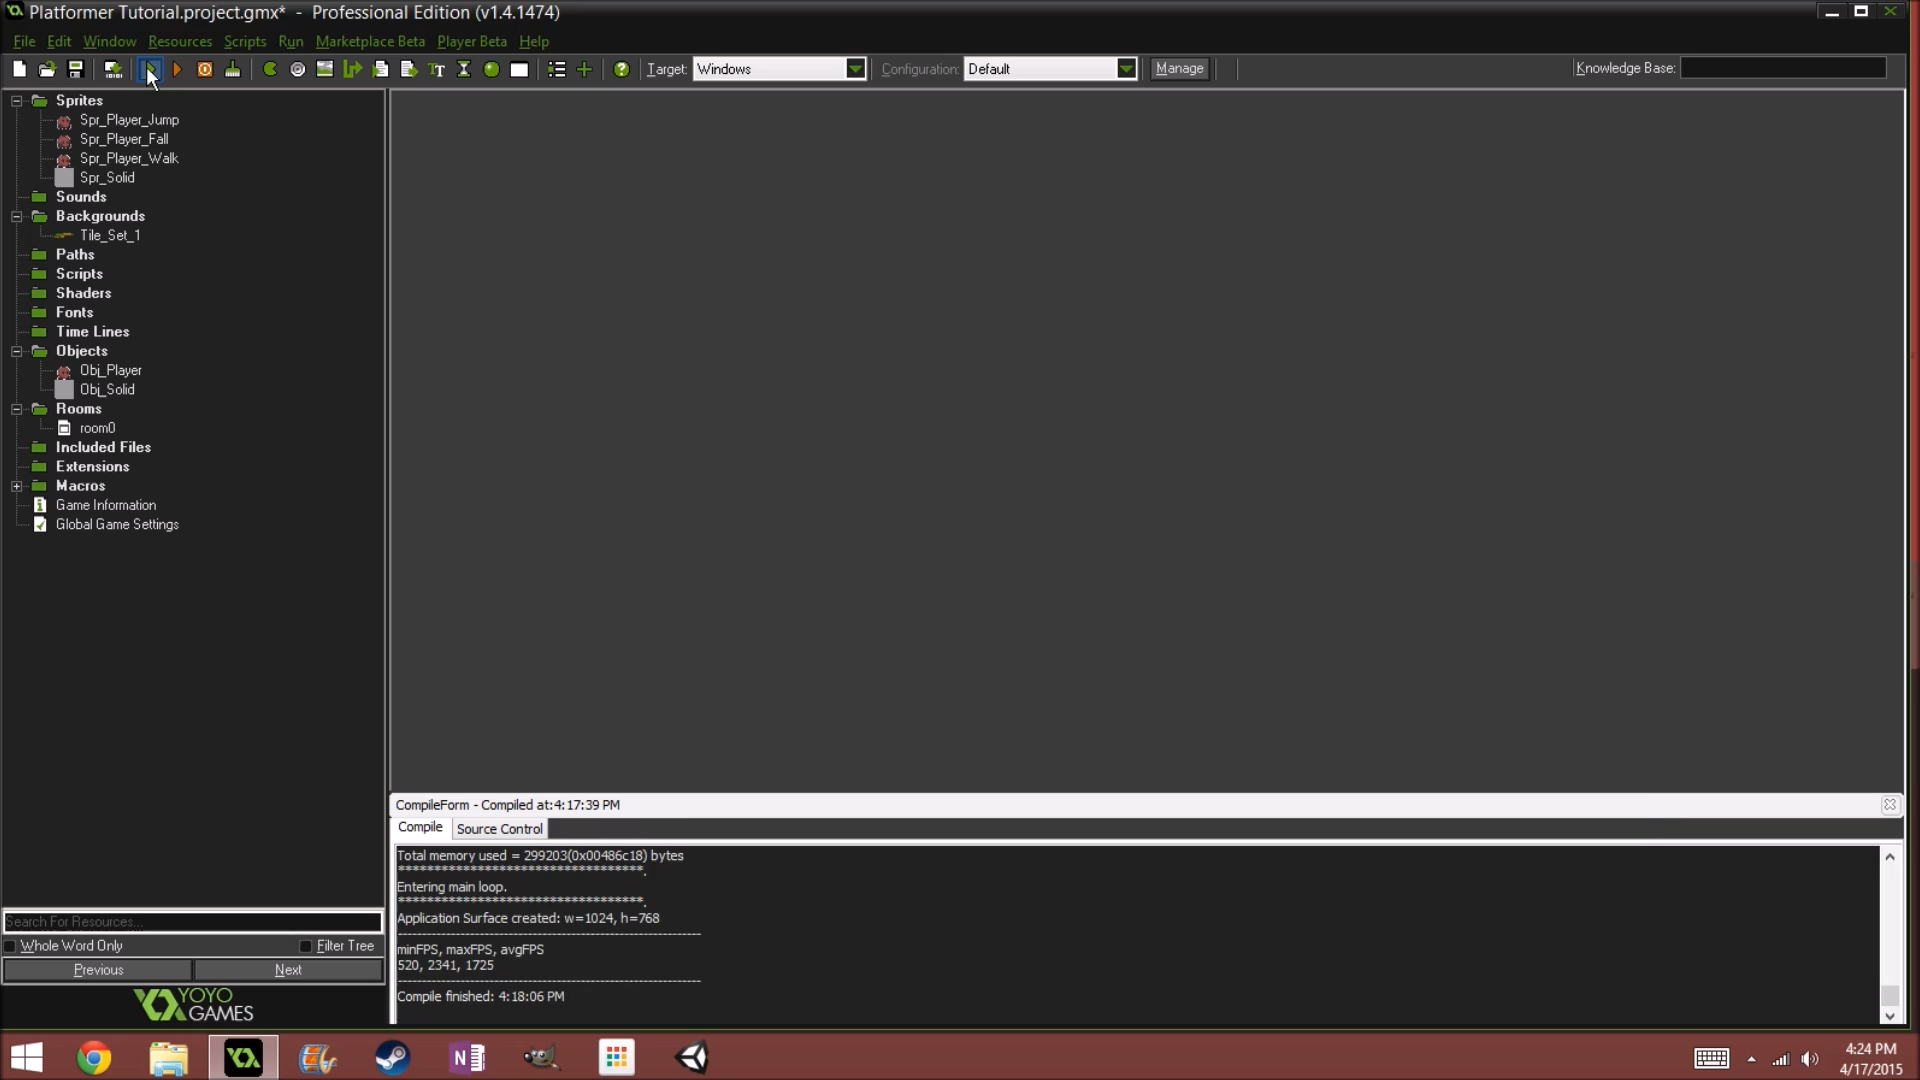 Platformer Tutorial.project.gmx* - Professional Edition (v1.4.1474)
File Edit Window Resources Scripts Run Marketplace Beta Player Beta Help
Target: Windows Configuration: Default Manage Knowledge Base:
Sprites
Spr_Player_Jump
Spr_Player_Fall
Spr_Player_Walk
Spr_Solid
Sounds
Backgrounds
Tile_Set_1
Paths
Scripts
Shaders
Fonts
Time Lines
Objects
Obj_Player
Obj_Solid
Rooms
room0
Included Files
Extensions
Macros
Game Information
Global Game Settings
Search For Resources...
Whole Word Only Filter Tree
Previous Next
YOYO
GAMES
CompileForm - Compiled at:4:17:39 PM
Compile Source Control
Total memory used = 299203(0x00486c18) bytes
Entering main loop.
Application Surface created: w=1024, h=768
minFPS, maxFPS, avgFPS
520, 2341, 1725
Compile finished: 4:18:06 PM
4:24 PM
4/17/2015